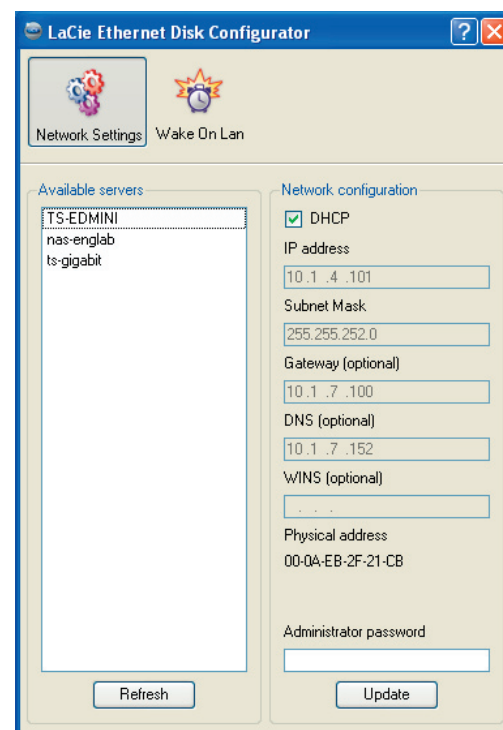 LaCie Ethernet Disk Configurator
Network Settings
Wake On Lan
Available servers
TS-EDMINI
nas-englab
ts-gigabit
Refresh
Network configuration
DHCP
IP address
10 .1 .4 .101
Subnet Mask
255.255.252.0
Gateway (optional)
10 .1 .7 .100
DNS (optional)
10 .1 .7 .152
WINS (optional)
. . .
Physical address
00-0A-EB-2F-21-CB
Administrator password
Update